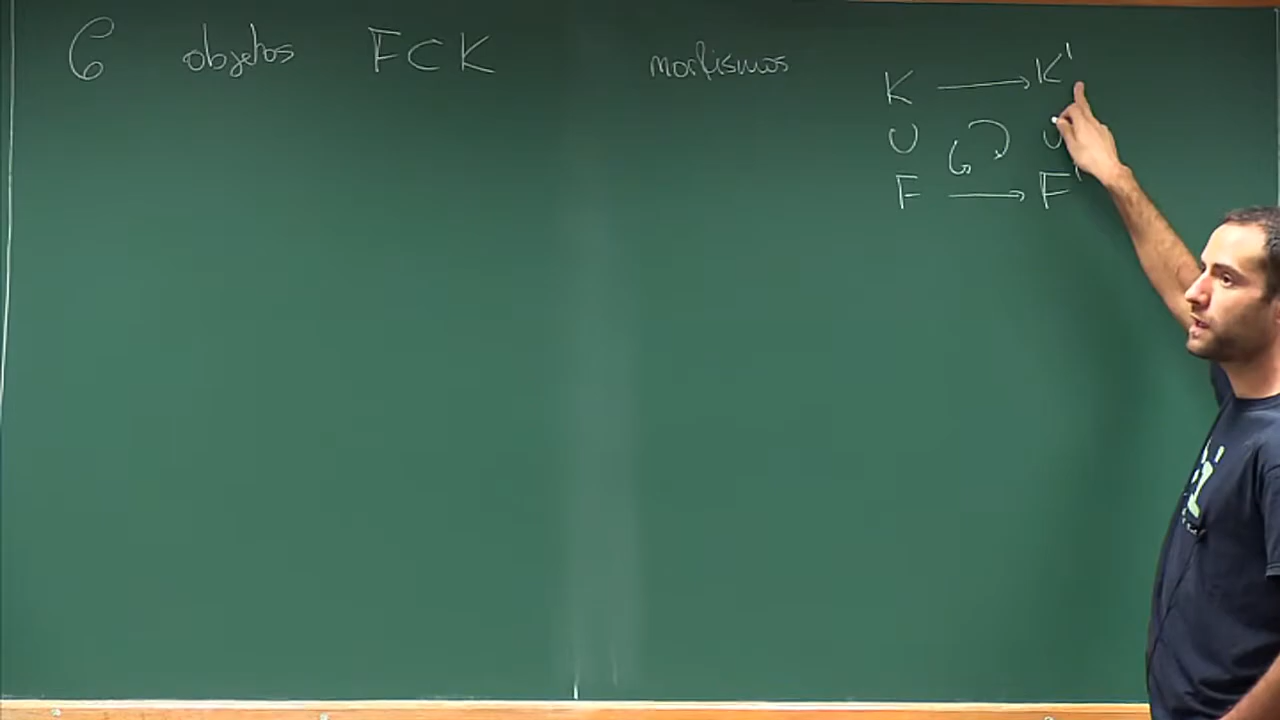 C objetos F ⊂ K morfismos K ⟶ K'
∪ ∪
F ⟶ F'